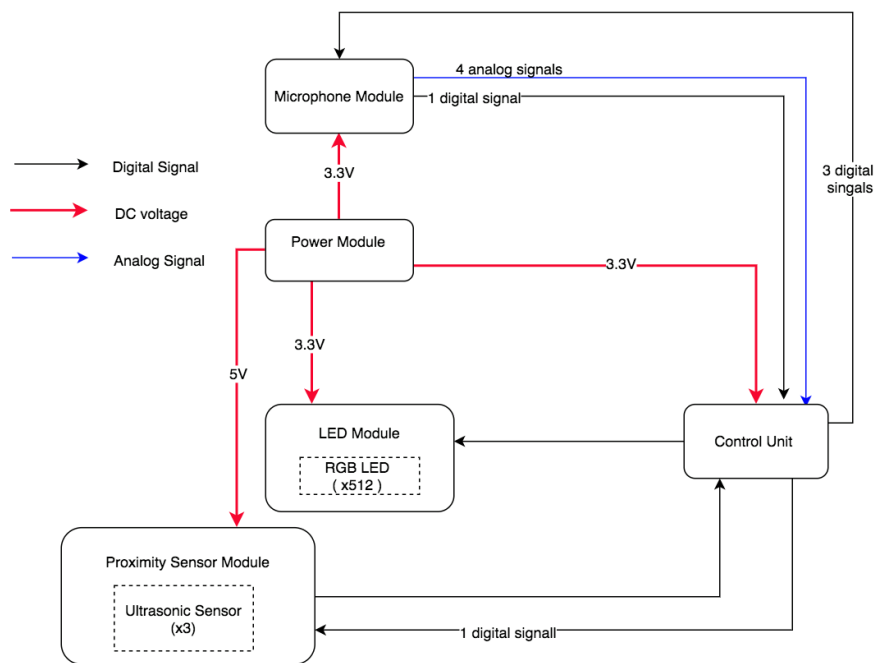 4 analog signals
Microphone Module
1 digital signal
Digital Signal
3.3V
3 digital
singals
DC voltage
Power Module
Analog Signal
3.3V
3.3V
5V
LED Module
Control Unit
RGB LED
( x512 )
Proximity Sensor Module
Ultrasonic Sensor
(x3)
1 digital signall